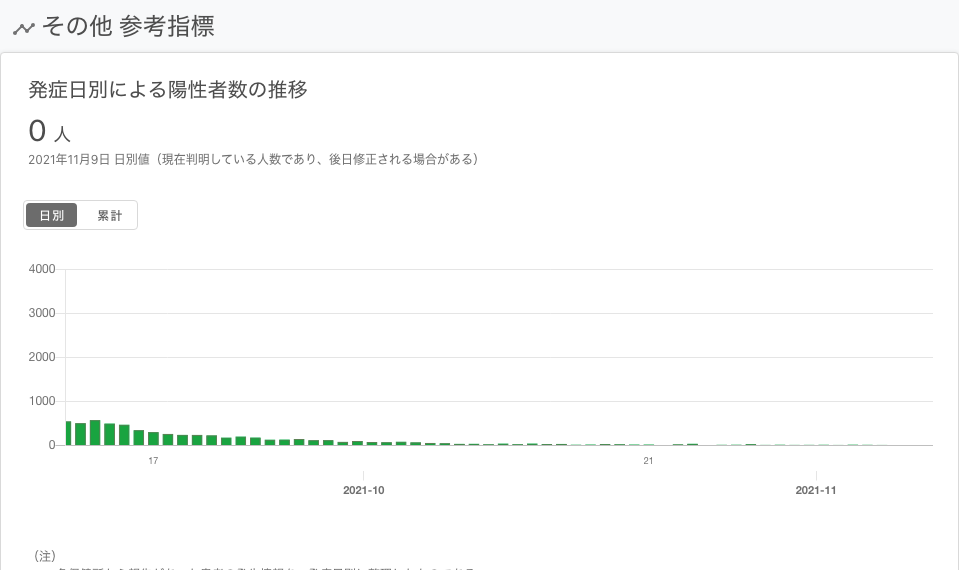 その他 参考指標
発症日別による陽性者数の推移
0 人
2021年11月9日 日別値（現在判明している人数であり、後日修正される場合がある）
日別 累計
4000
3000
2000
1000
0
17 21
2021-10 2021-11
（注）